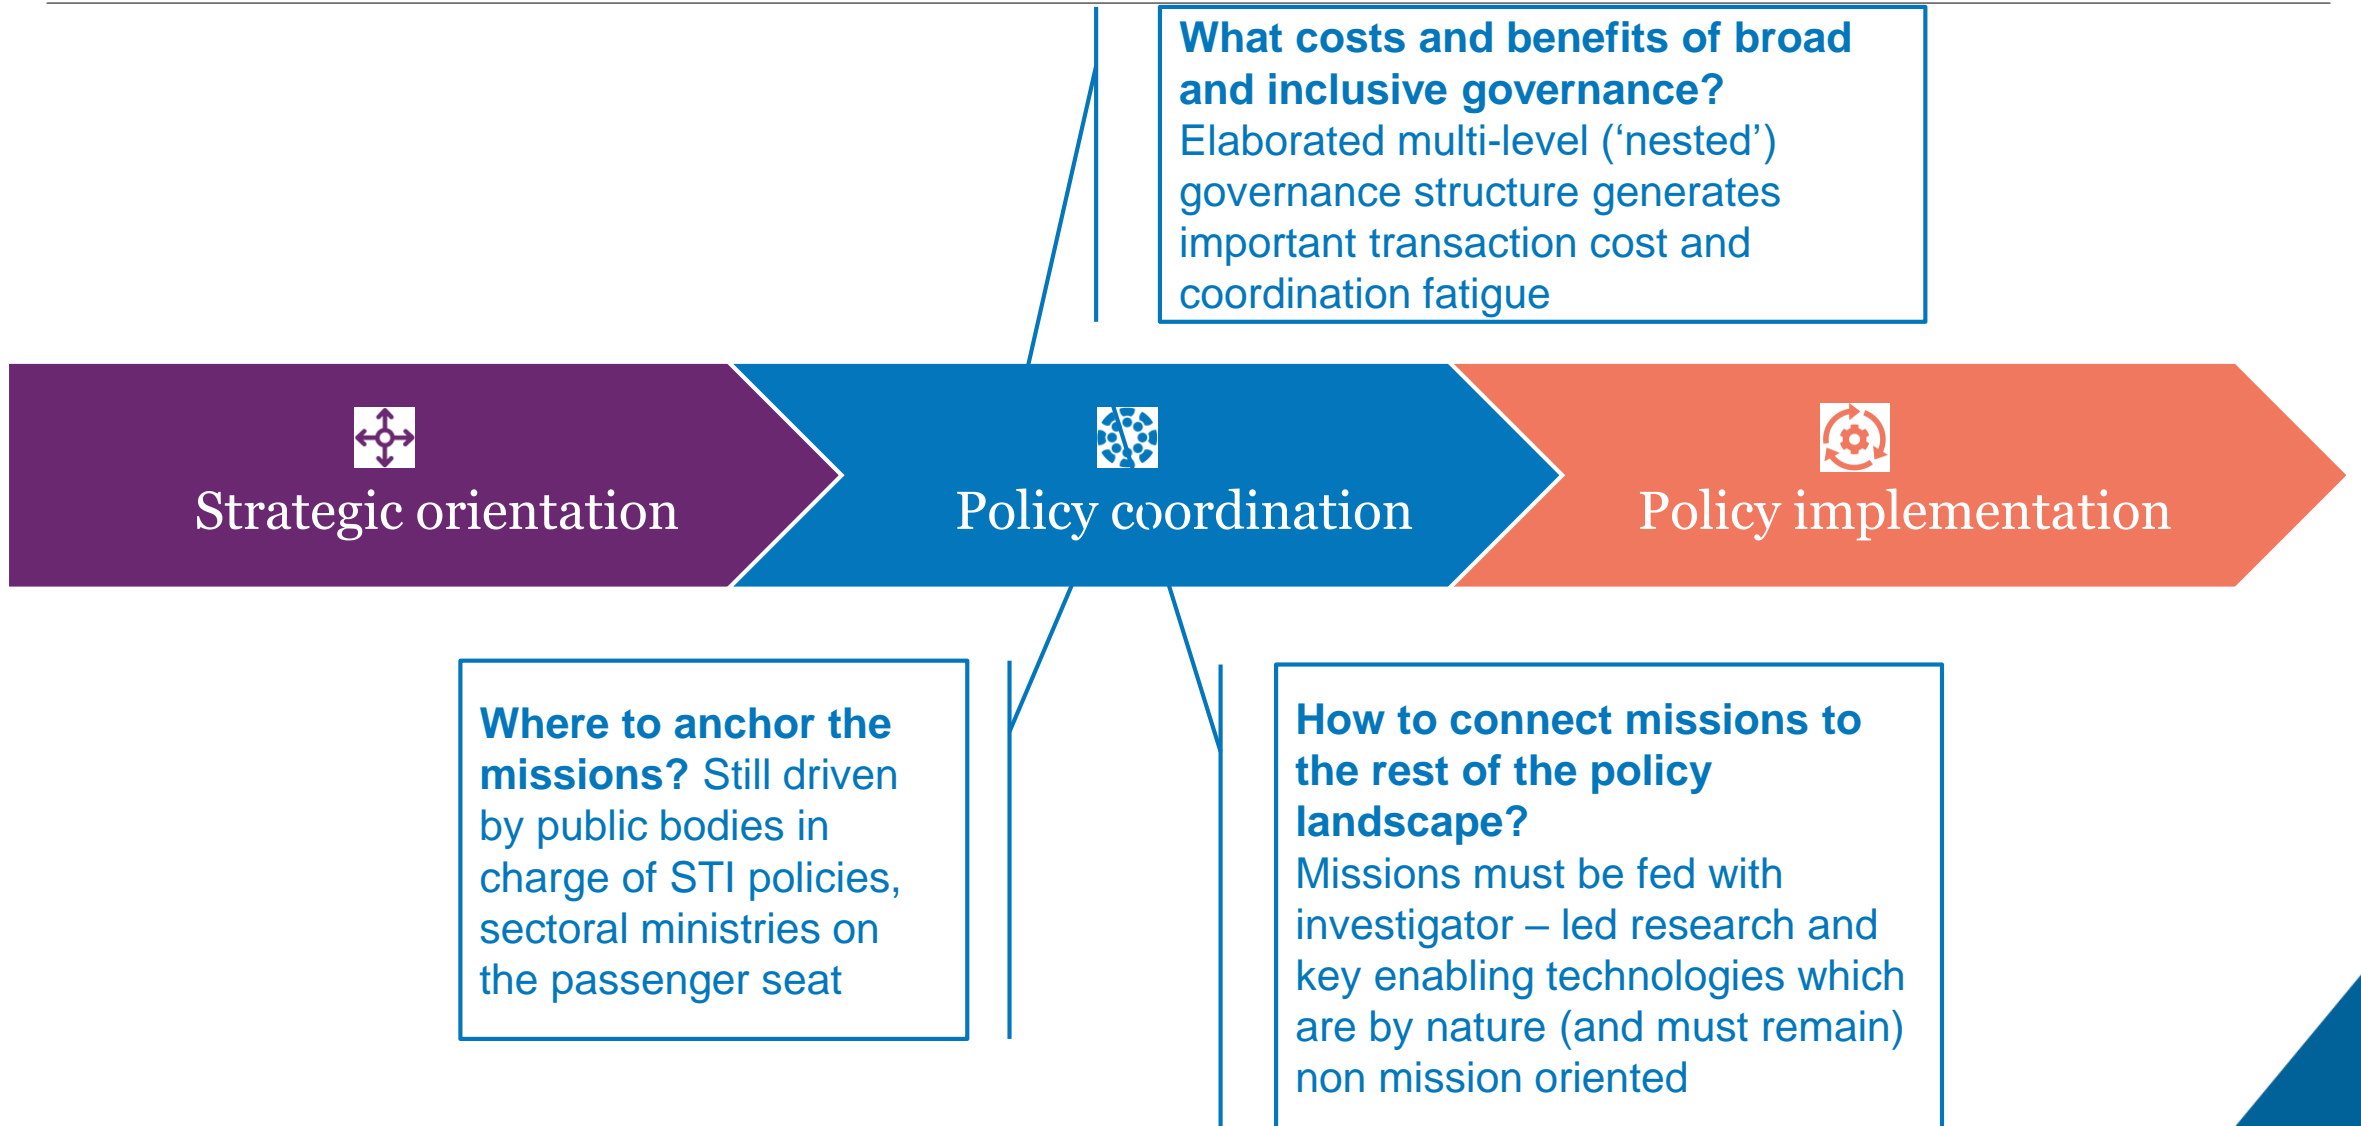 What costs and benefits of broad
and inclusive governance?
Elaborated multi-level (‘nested’)
governance structure generates
important transaction cost and
coordination fatigue
Strategic orientation
Policy coordination
Policy implementation
Where to anchor the
missions? Still driven
by public bodies in
charge of STI policies,
sectoral ministries on
the passenger seat
How to connect missions to
the rest of the policy
landscape?
Missions must be fed with
investigator – led research and
key enabling technologies which
are by nature (and must remain)
non mission oriented